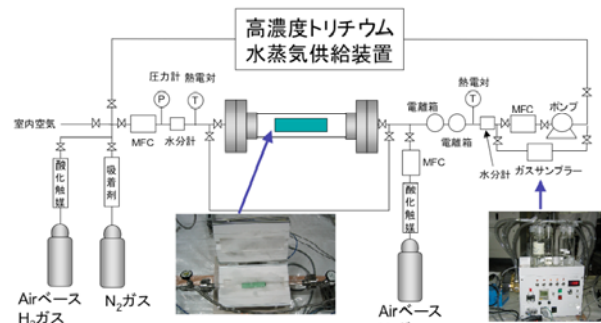 高濃度トリチウム
水蒸気供給装置
圧力計
熱電対
P
T
室内空気
MFC
水分計
酸化触媒
吸着剤
Airベース
H₂ガス
N₂ガス
電離箱
電離箱
熱電対
T
MFC
ポンプ
水分計
ガスサンプラー
MFC
酸化触媒
Airベース